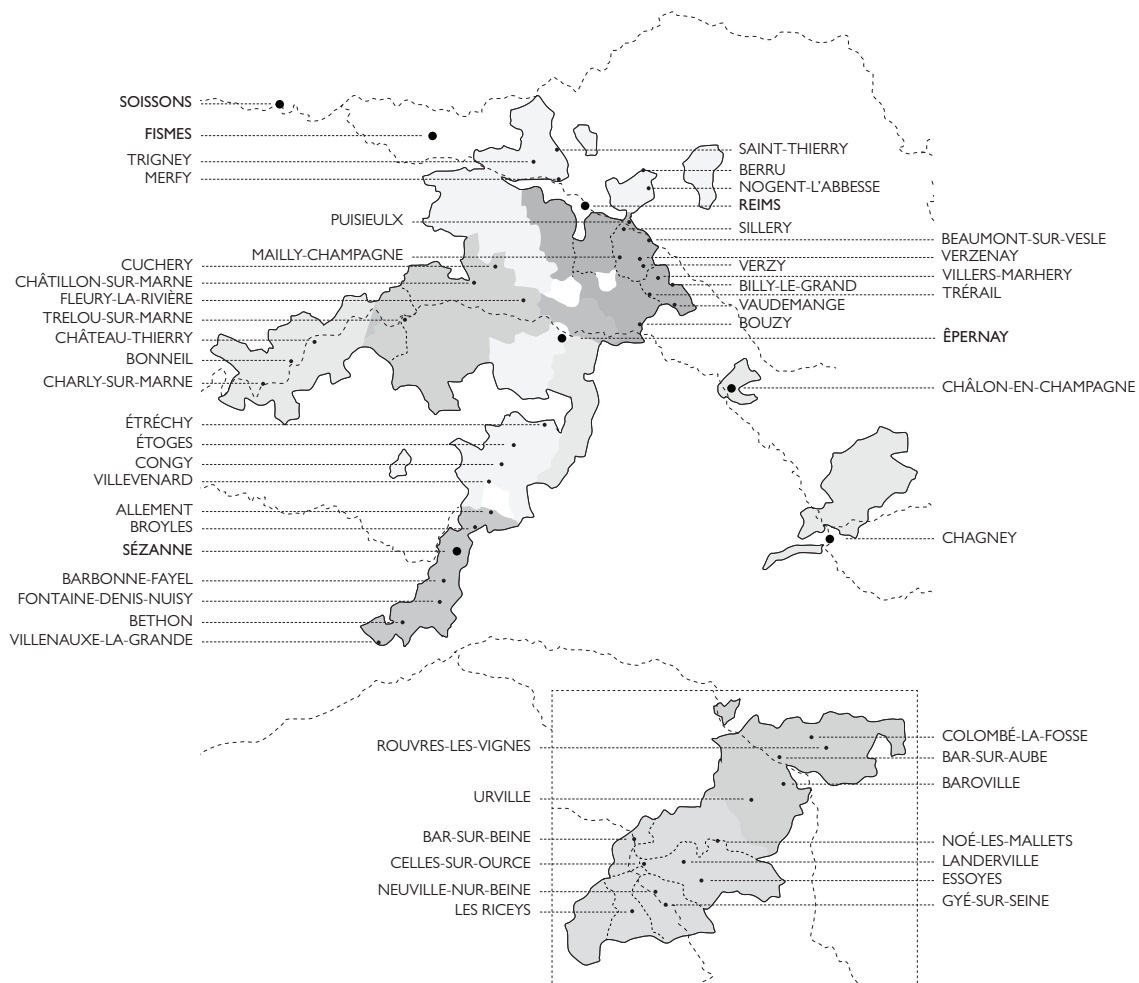 SOISSONS
FISMES
TRIGNEY
MERFY
PUISIEULX
MAILLY-CHAMPAGNE
CUCHERY
CHÂTILLON-SUR-MARNE
FLEURY-LA-RIVIÈRE
TRELOU-SUR-MARNE
CHÂTEAU-THIERRY
BONNEIL
CHARLY-SUR-MARNE
ÉTRÉCHY
ÉTOGES
CONGY
VILLEVENARD
ALLEMENT
BROYLES
SÉZANNE
BARBONNE-FAYEL
FONTAINE-DENIS-NUISY
BETHON
VILLENAUXE-LA-GRANDE
SAINT-THIERRY
BERRU
NOGENT-L'ABBESSE
REIMS
SILLERY
BEAUMONT-SUR-VESLE
VERZENAY
VERZY
VILLERS-MARHERY
BILLY-LE-GRAND
TRÉRAIL
VAUDEMANGE
BOUZY
ÊPERNAY
CHÂLON-EN-CHAMPAGNE
CHAGNEY
ROUVRES-LES-VIGNES
URVILLE
BAR-SUR-BEINE
CELLES-SUR-OURCE
NEUVILLE-NUR-BEINE
LES RICEYS
COLOMBÉ-LA-FOSSE
BAR-SUR-AUBE
BAROVILLE
NOÉ-LES-MALLETS
LANDERVILLE
ESSOYES
GYÉ-SUR-SEINE